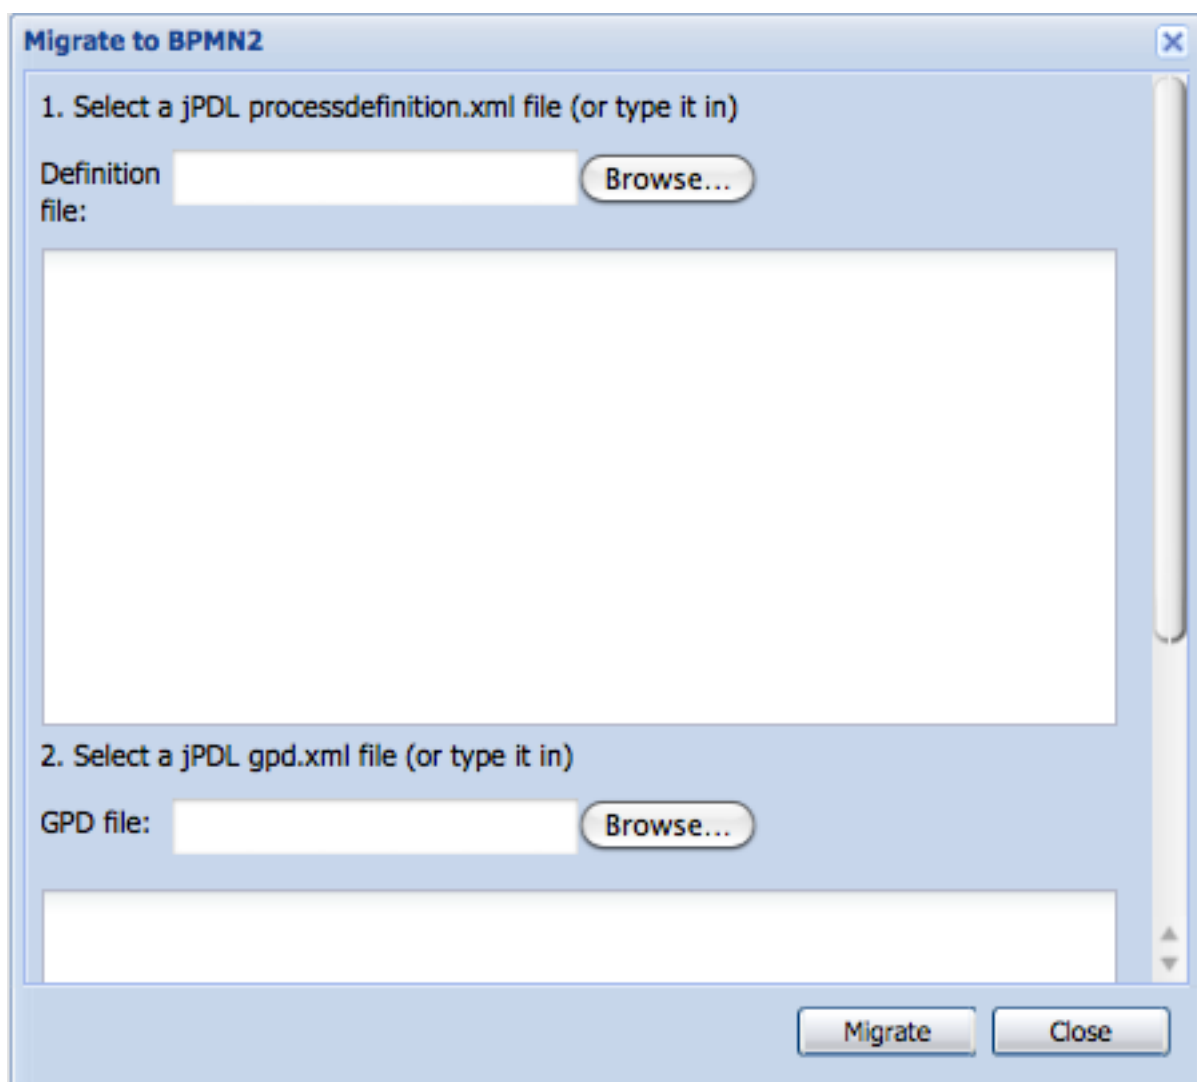 Migrate to BPMN2
1. Select a jPDL processdefinition.xml file (or type it in)
Definition
file:
Browse...
2. Select a jPDL gpd.xml file (or type it in)
GPD file:
Browse...
Migrate
Close